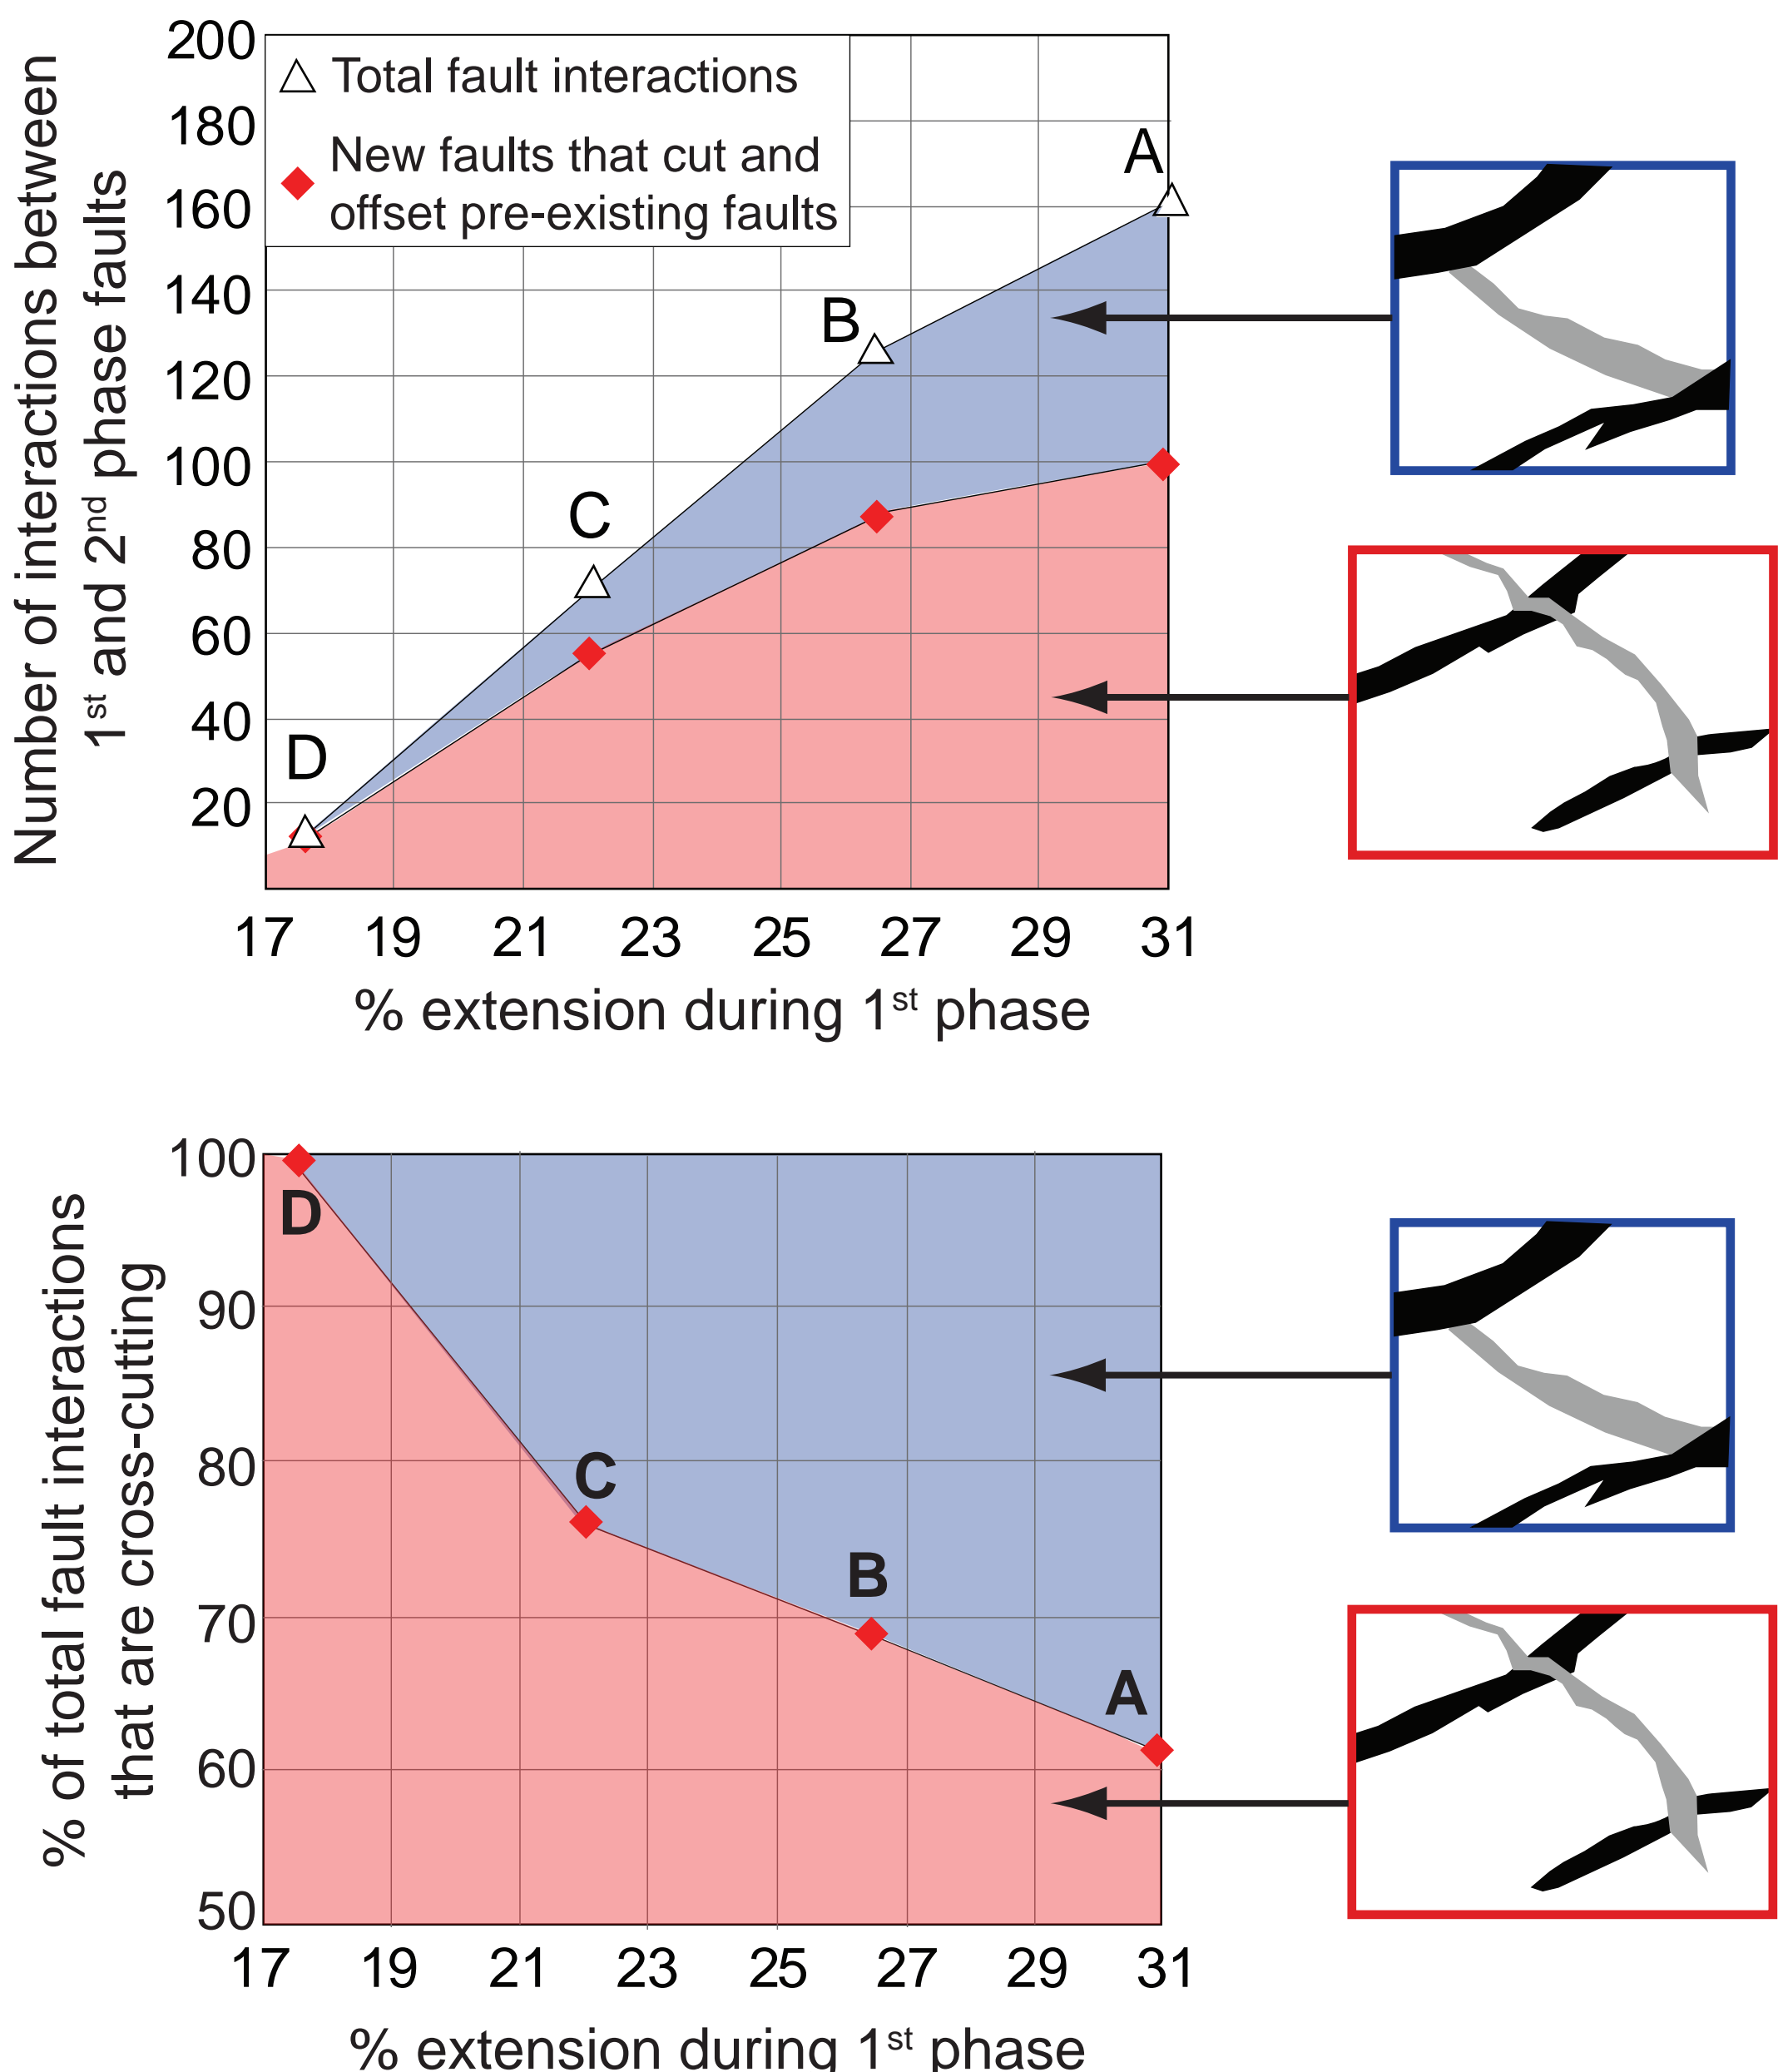 Number of interactions between
1st and 2nd phase faults
200
180
160
140
120
100
80
60
40
20
Total fault interactions
New faults that cut and
offset pre-existing faults
A
B
C
D
17 19 21 23 25 27 29 31
% extension during 1st phase
% of total fault interactions
that are cross-cutting
100
90
80
70
60
50
D
C
B
A
17 19 21 23 25 27 29 31
% extension during 1st phase